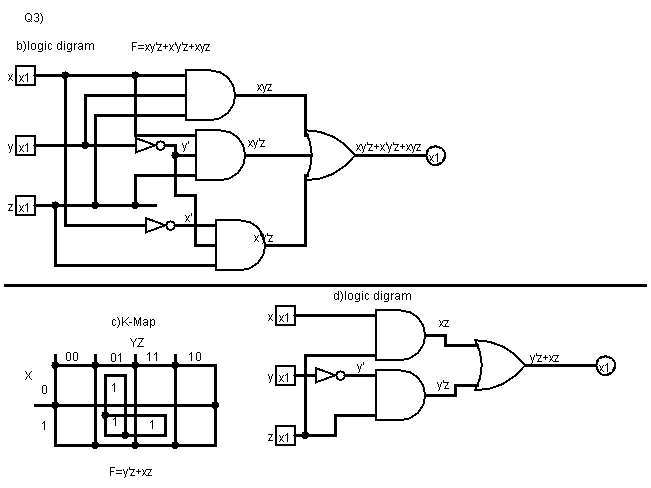 Q3)
b)logic digram F=xy'z+x'y'z+xyz
x x1
xyz
y x1 y' xy'z xy'z+x'y'z+xyz x1
z x1
x' x'y'z
d)logic digram
c)K-Map
YZ
00 01 11 10
X
0 1
1 1 1
F=y'z+xz
x x1 xz
y x1 y' y'z y'z+xz x1
z x1